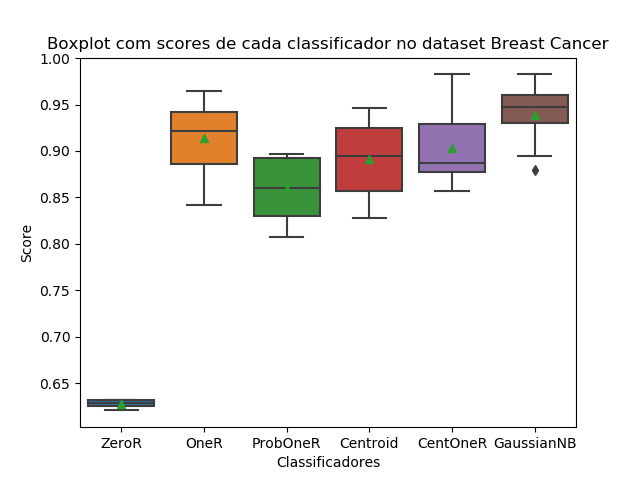 Boxplot com scores de cada classificador no dataset Breast Cancer
1.00
0.95
0.90
0.85
0.80
0.75
0.70
0.65
Score
ZeroR OneR ProbOneR Centroid CentOneR GaussianNB
Classificadores